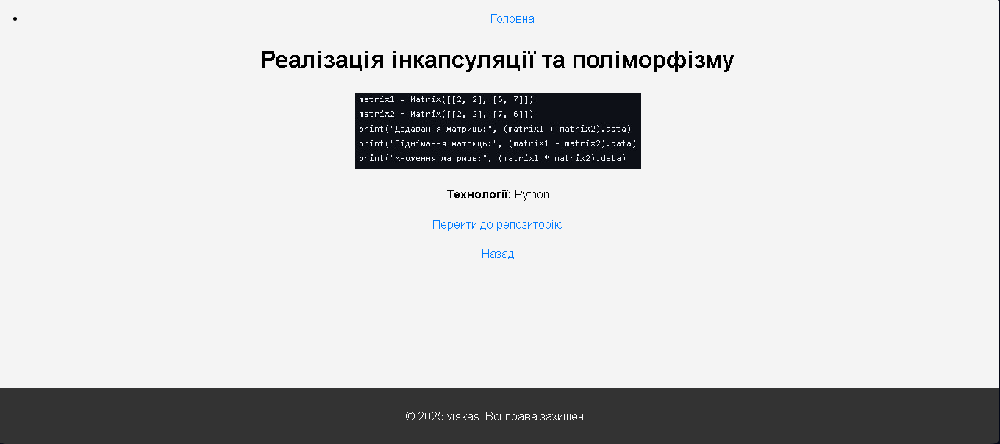 Головна
Реалізація інкапсуляції та поліморфізму
matrix1 = Matrix([[2, 2], [6, 7]])
matrix2 = Matrix([[2, 2], [7, 6]])
print("Додавання матриць:", (matrix1 + matrix2).data)
print("Віднімання матриць:", (matrix1 - matrix2).data)
print("Множення матриць:", (matrix1 * matrix2).data)
Технології: Python
Перейти до репозиторію
Назад
© 2025 viskas. Всі права захищені.